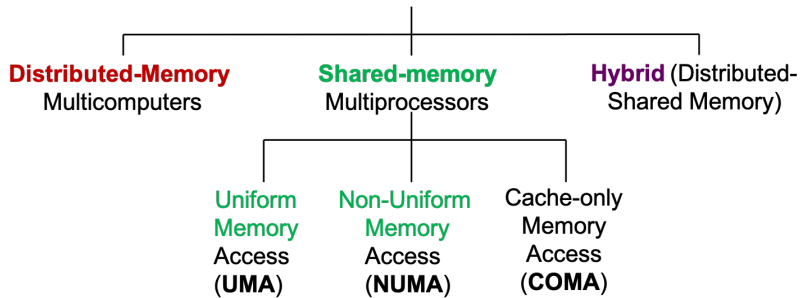 Distributed-Memory
Multicomputers
Shared-memory
Multiprocessors
Hybrid (Distributed-
Shared Memory)
Uniform
Memory
Access
(UMA)
Non-Uniform
Memory
Access
(NUMA)
Cache-only
Memory
Access
(COMA)